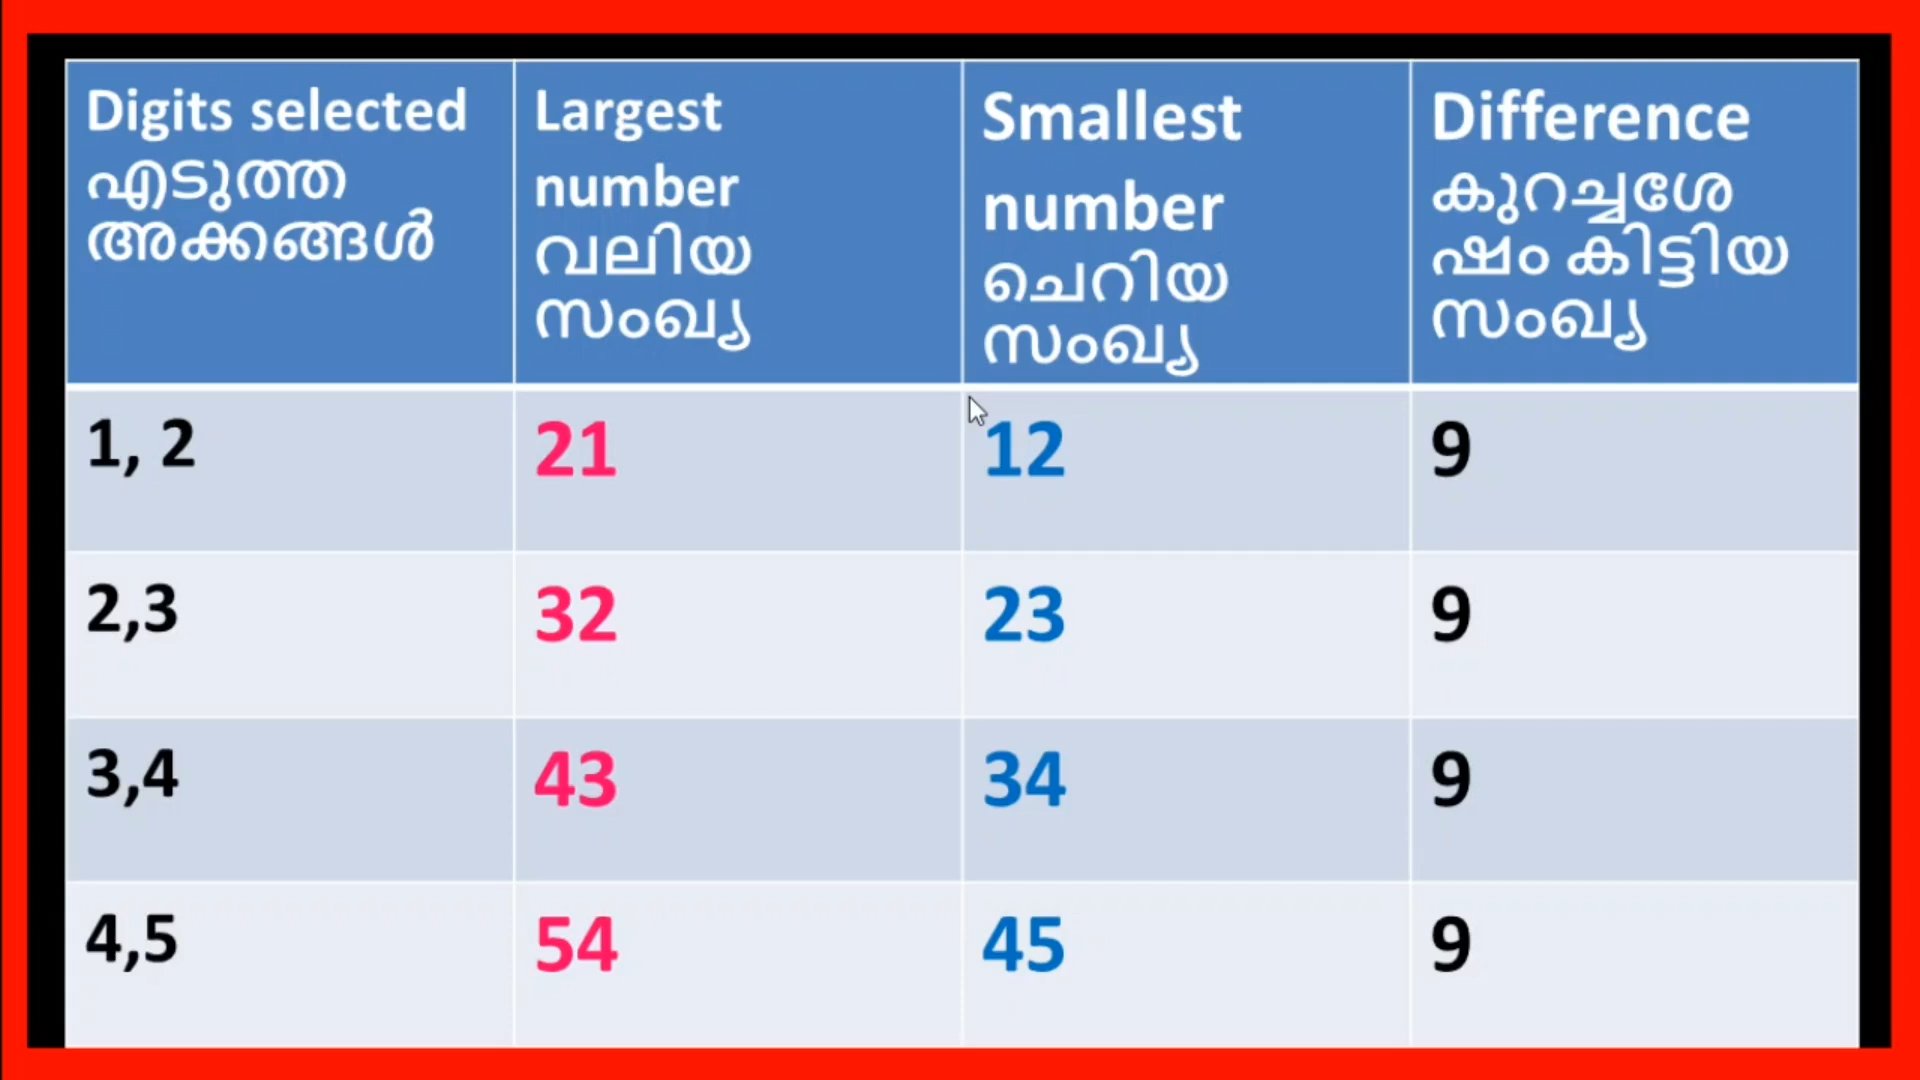 Digits selected
എടുത്ത
അക്കങ്ങൾ
Largest
number
വലിയ
സംഖ്യ
Smallest
number
ചെറിയ
സംഖ്യ
Difference
കുറച്ചശേ
ഷം കിട്ടിയ
സംഖ്യ
1, 2 21 12 9
2,3 32 23 9
3,4 43 34 9
4,5 54 45 9